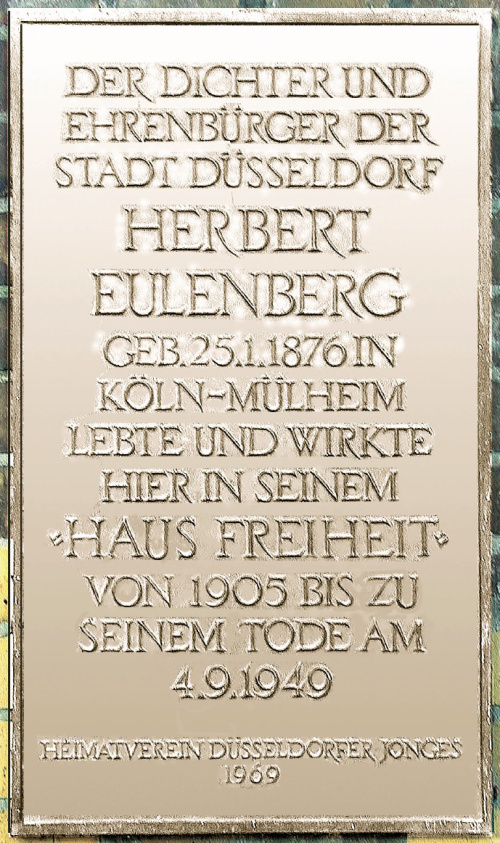 DER DICHTER UND
EHRENBÜRGER DER
STADT DÜSSELDORF
HERBERT
EULENBERG
GEB. 25.1.1876 IN
KÖLN-MÜLHEIM
LEBTE UND WIRKTE
HIER IN SEINEM
"HAUS FREIHEIT"
VON 1905 BIS ZU
SEINEM TODE AM
4.9.1949
HEIMATVEREIN DÜSSELDORFER JONGES
1969